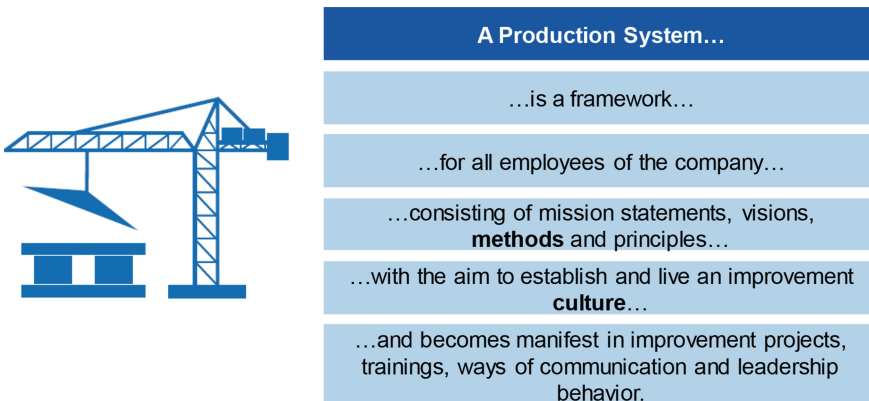 A Production System…
…is a framework…
…for all employees of the company…
…consisting of mission statements, visions,
methods and principles…
…with the aim to establish and live an improvement
culture…
…and becomes manifest in improvement projects,
trainings, ways of communication and leadership
behavior.